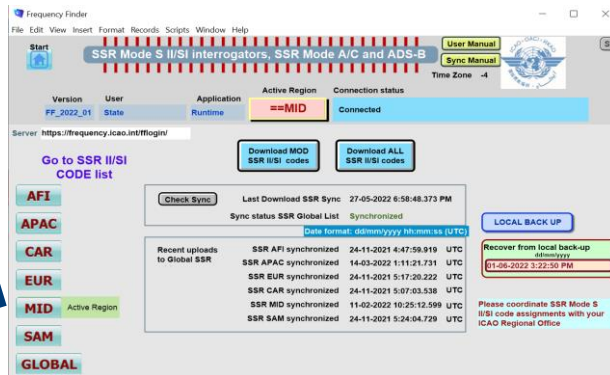 Frequency Finder
File Edit View Insert Format Records Scripts Window Help
Start
SSR Mode S II/SI interrogators, SSR Mode A/C and ADS-B
User Manual
Sync Manual
Time Zone -4
Version User Application Active Region Connection status
FF_2022_01 State Runtime ==MID Connected
Server https://frequency.icao.int/fflogin/
Go to SSR II/SI
CODE list
Download MOD
SSR II/SI codes
Download ALL
SSR II/SI codes
AFI
APAC
CAR
EUR
MID Active Region
SAM
GLOBAL
Check Sync Last Download SSR Sync 27-05-2022 6:58:48.373 PM
Sync status SSR Global List Synchronized
Date format: dd/mm/yyyy hh:mm:ss (UTC)
Recent uploads
to Global SSR
SSR AFI synchronized 24-11-2021 4:47:59.919 UTC
SSR APAC synchronized 14-03-2022 1:11:21.731 UTC
SSR EUR synchronized 24-11-2021 5:17:20.222 UTC
SSR CAR synchronized 24-11-2021 5:07:03.538 UTC
SSR MID synchronized 11-02-2022 10:25:12.599 UTC
SSR SAM synchronized 24-11-2021 5:24:04.729 UTC
LOCAL BACK UP
Recover from local back-up
dd/mm/yyyy
01-06-2022 3:22:50 PM
Please coordinate SSR Mode S
II/SI code assignments with your
ICAO Regional Office